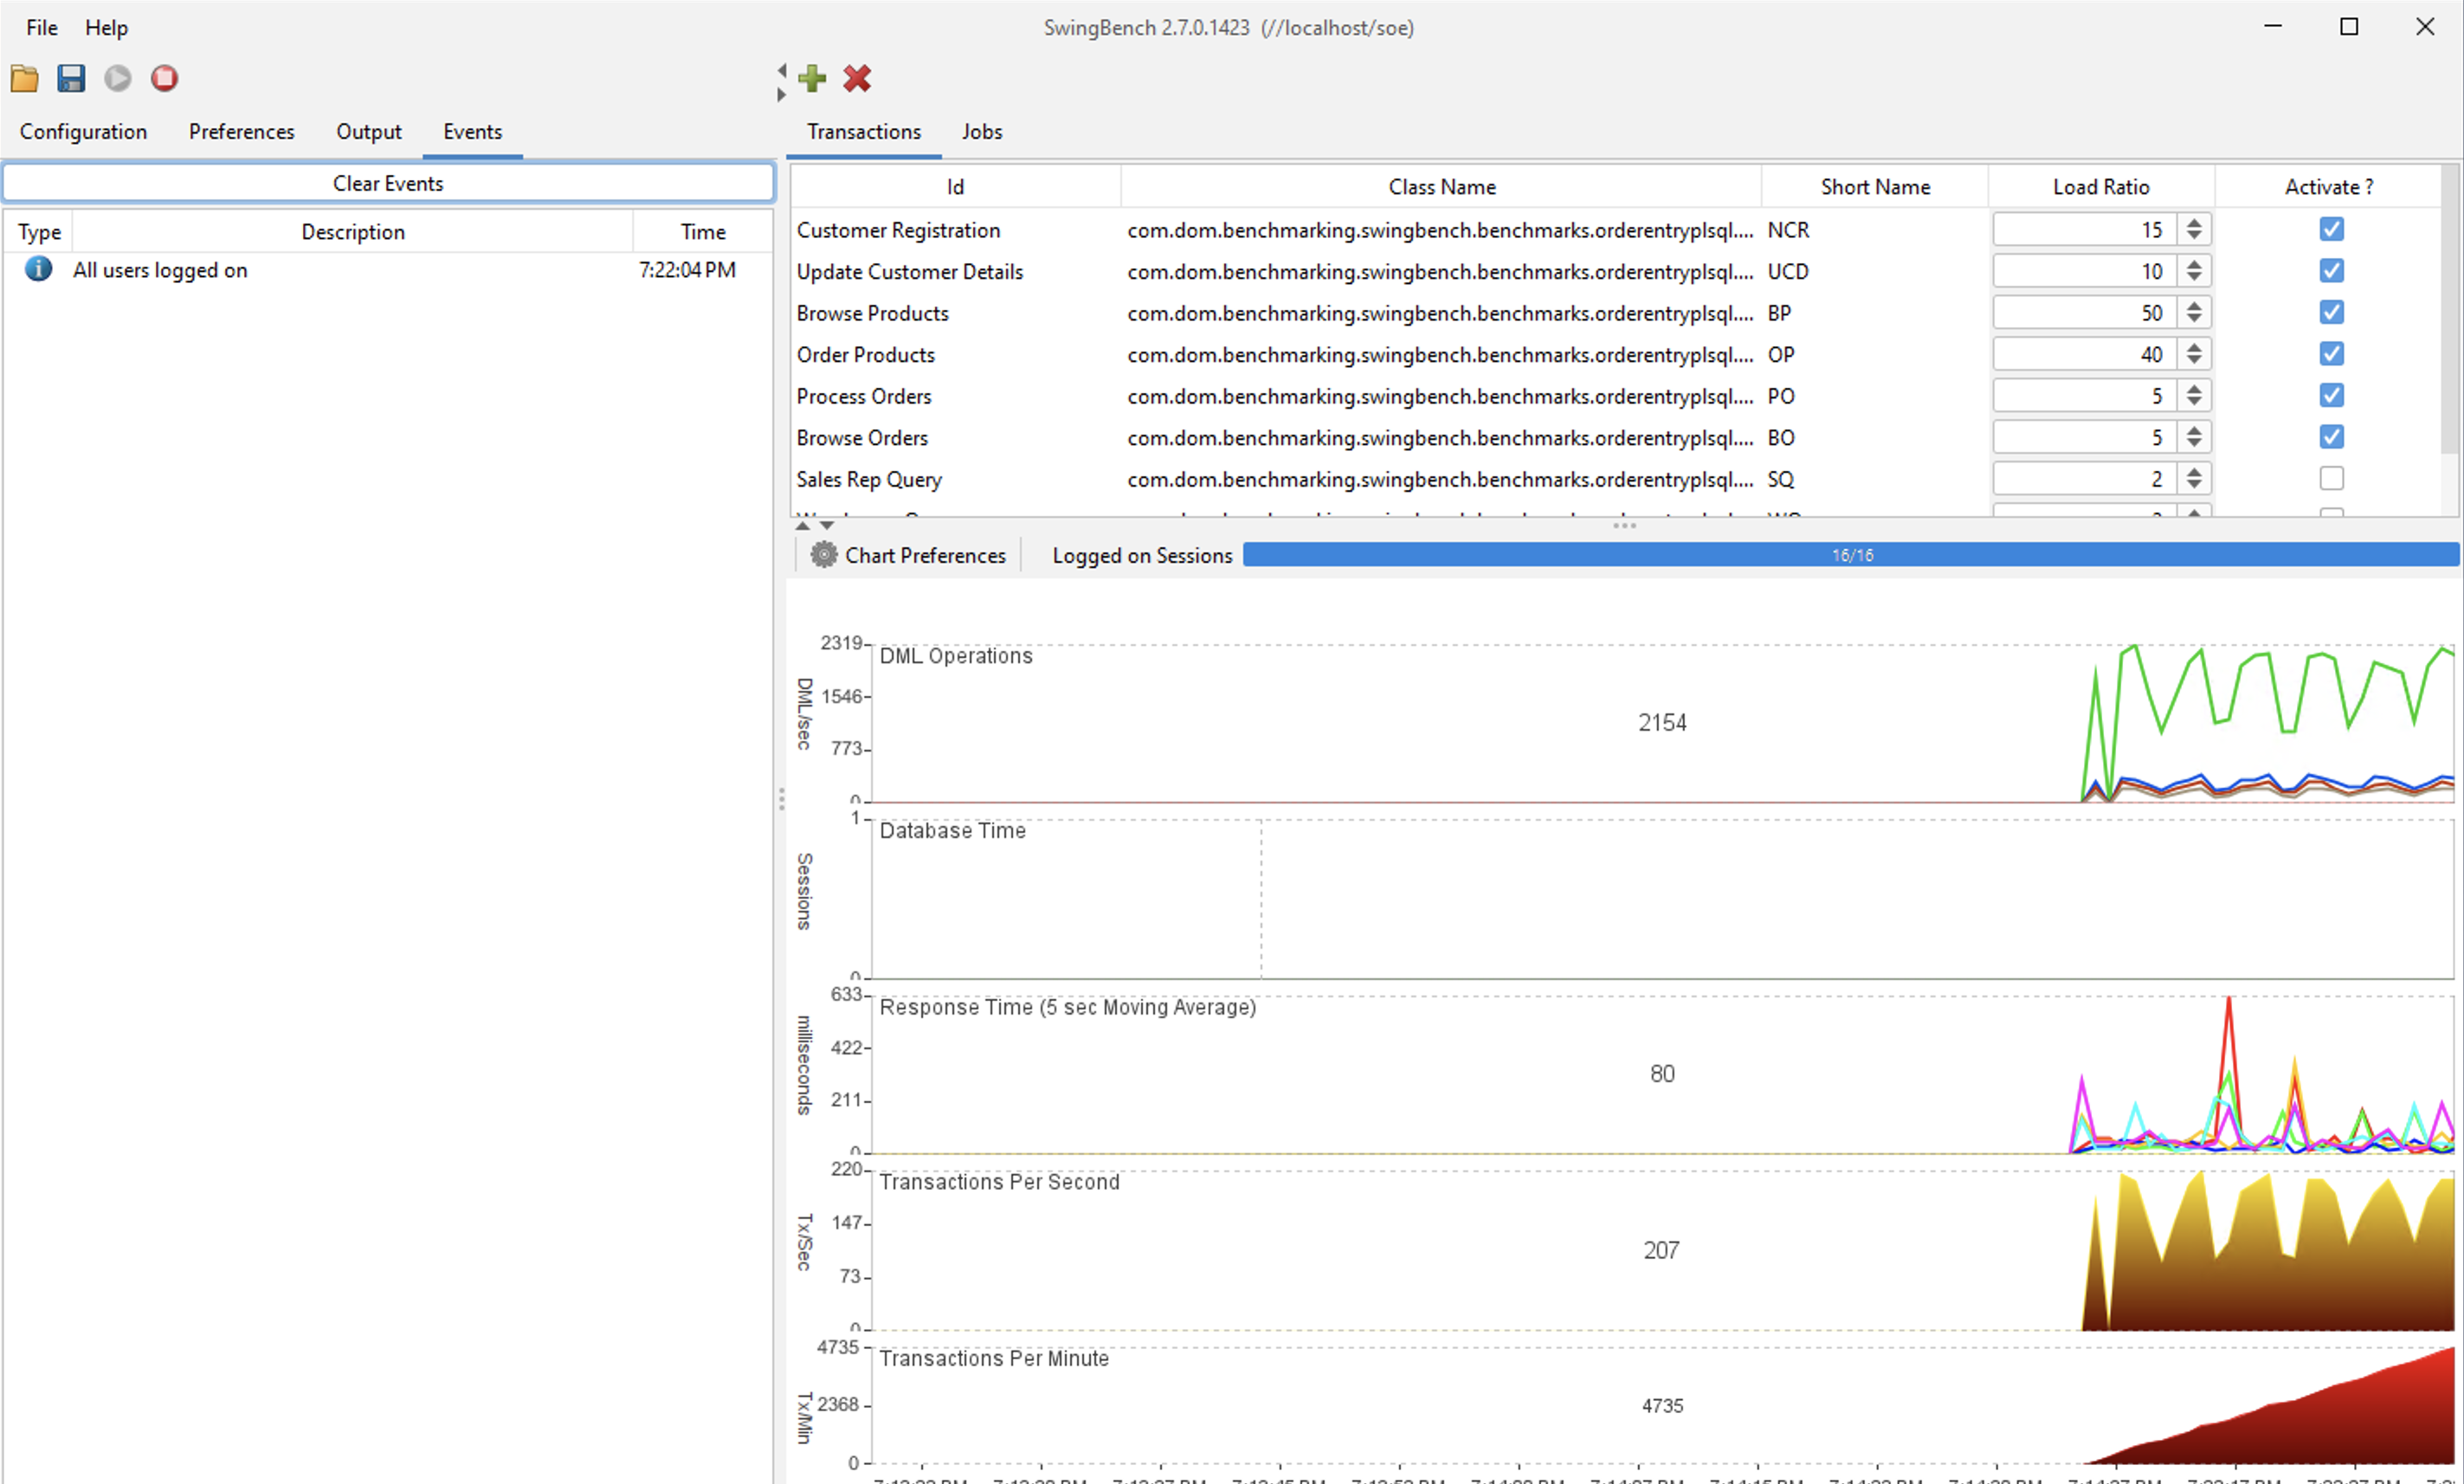 File Help SwingBench 2.7.0.1423 (//localhost/soe)
Configuration Preferences Output Events
Clear Events
Type Description Time
All users logged on 7:22:04 PM
Transactions Jobs
Id Class Name Short Name Load Ratio Activate ?
Customer Registration com.dom.benchmarking.swingbench.benchmarks.orderentryplsql.... NCR 15
Update Customer Details com.dom.benchmarking.swingbench.benchmarks.orderentryplsql.... UCD 10
Browse Products com.dom.benchmarking.swingbench.benchmarks.orderentryplsql.... BP 50
Order Products com.dom.benchmarking.swingbench.benchmarks.orderentryplsql.... OP 40
Process Orders com.dom.benchmarking.swingbench.benchmarks.orderentryplsql.... PO 5
Browse Orders com.dom.benchmarking.swingbench.benchmarks.orderentryplsql.... BO 5
Sales Rep Query com.dom.benchmarking.swingbench.benchmarks.orderentryplsql.... SQ 2
Chart Preferences Logged on Sessions 16/16
DML Operations
DML/sec
2319
1546
773
0
2154
Database Time
Sessions
1
0
Response Time (5 sec Moving Average)
milliseconds
633
422
211
0
80
Transactions Per Second
Tx/Sec
220
147
73
0
207
Transactions Per Minute
Tx/Min
4735
2368
0
4735